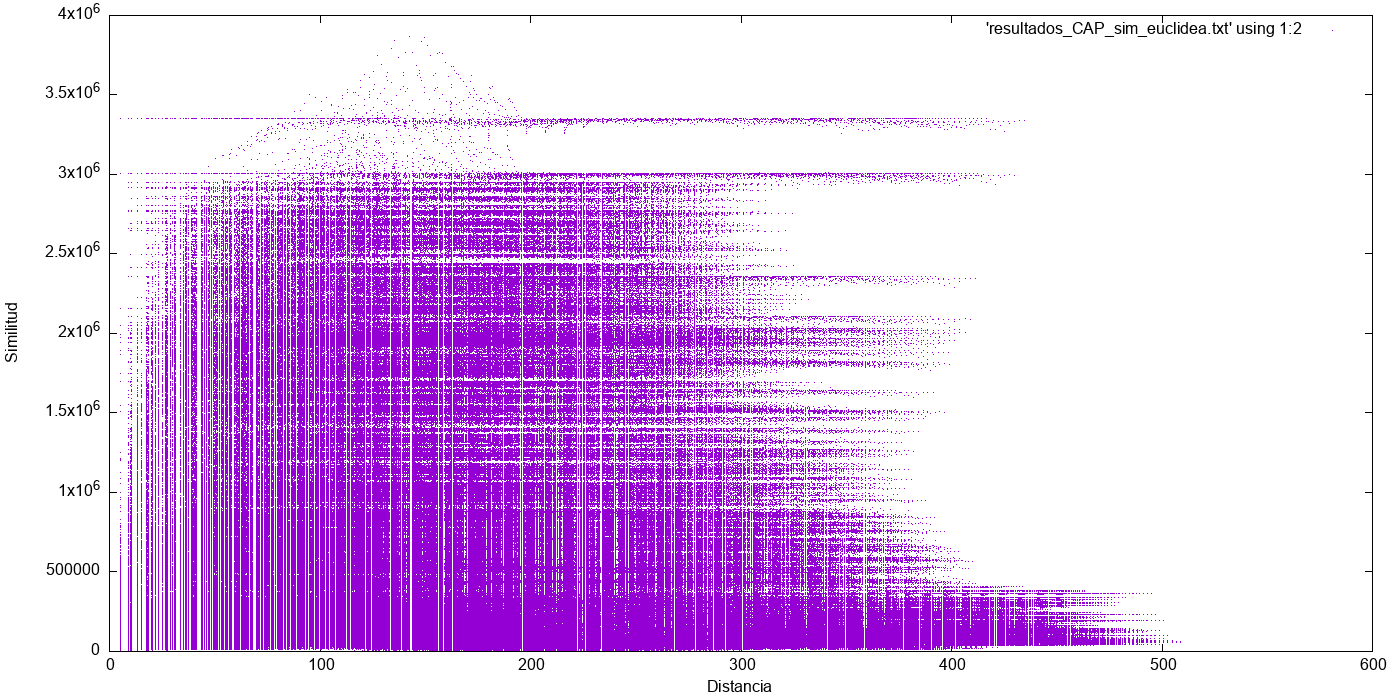 4x10⁶
'resultados_CAP_sim_euclidea.txt' using 1:2
3.5x10⁶
3x10⁶
2.5x10⁶
Similitud
2x10⁶
1.5x10⁶
1x10⁶
500000
0
0 100 200 300 400 500 600
Distancia